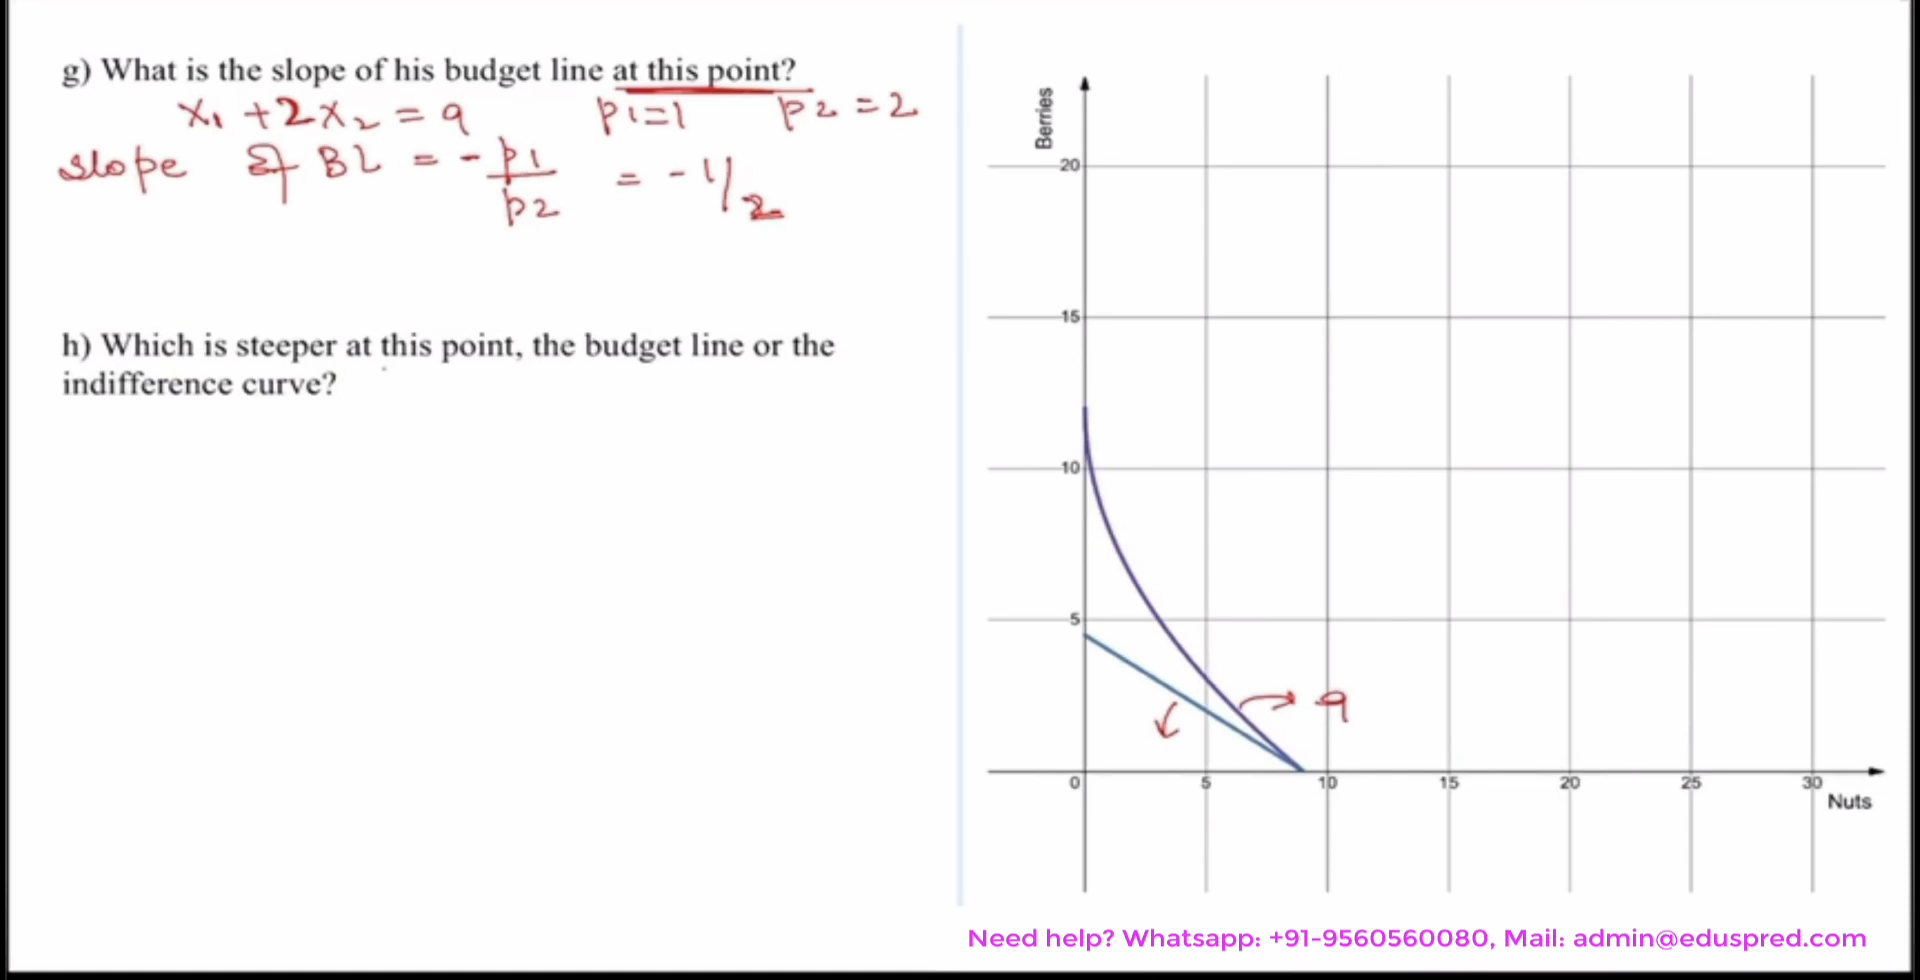 g) What is the slope of his budget line at this point?
x₁ + 2x₂ = 9 p₁=1 p₂ = 2
slope of BL = - p₁/p₂ = - 1/2
h) Which is steeper at this point, the budget line or the
indifference curve?
Berries
20
15
10
5
9
0 5 10 15 20 25 30
Nuts
Need help? Whatsapp: +91-9560560080, Mail: admin@eduspred.com